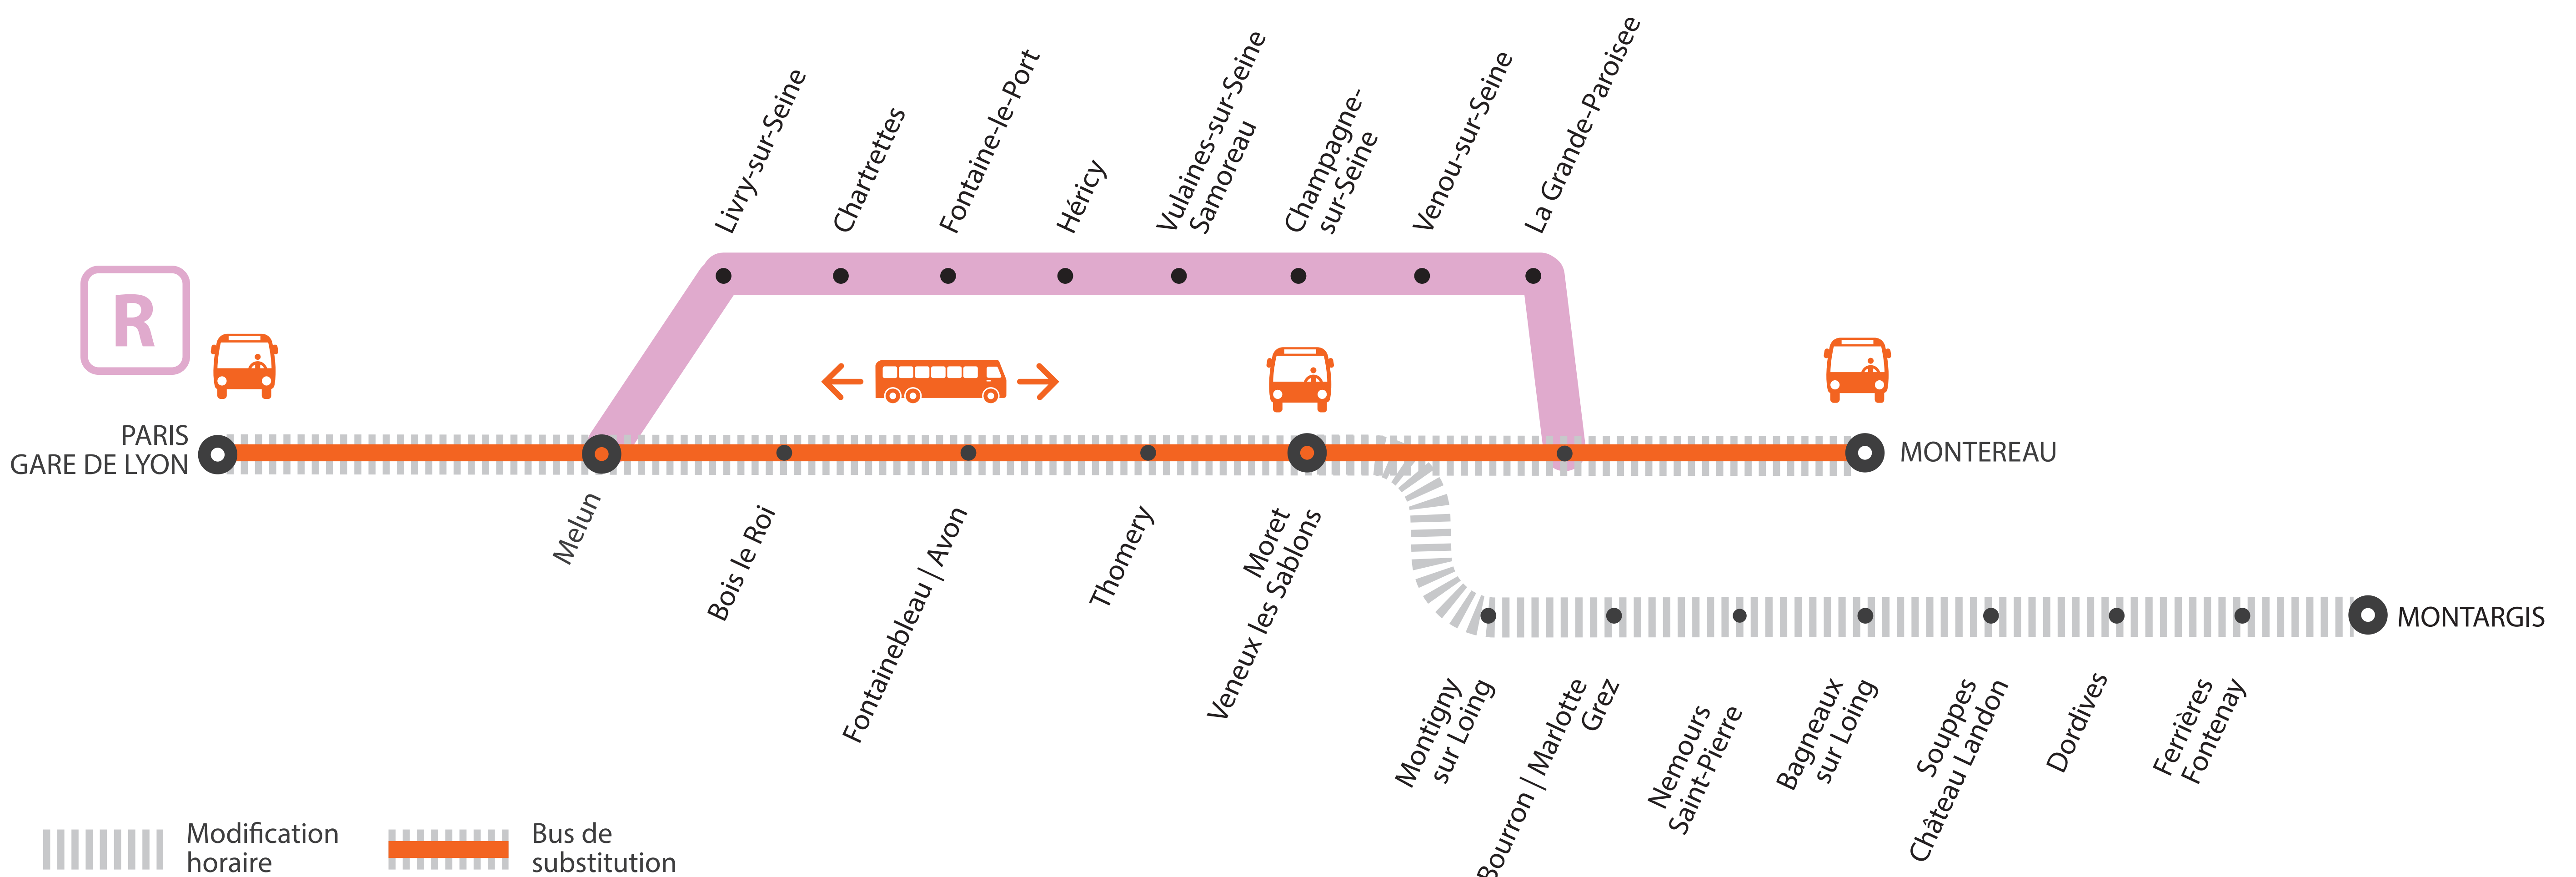 Livry-sur-Seine
Chartrettes
Fontaine-le-Port
Héricy
Vulaines-sur-Seine
Samoreau
Champagne-
sur-Seine
Venou-sur-Seine
La Grande-Paroisee
R
PARIS
GARE DE LYON
MONTEREAU
Melun
Bois le Roi
Fontainebleau | Avon
Thomery
Moret
Veneux les Sablons
MONTARGIS
Montigny
sur Loing
Bourron | Marlotte
Grez
Nemours
Saint-Pierre
Bagneaux
sur Loing
Souppes
Château Landon
Dordives
Ferrières
Fontenay
Modification
horaire
Bus de
substitution